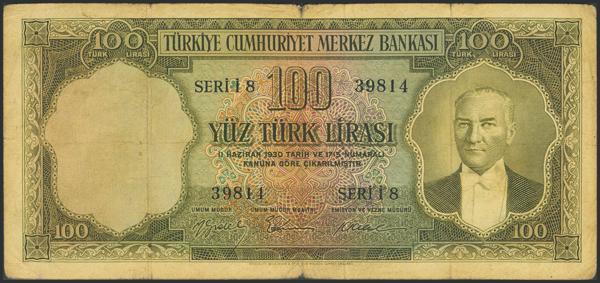 100 TÜRK LİRASI
TÜRKİYE CUMHURİYET MERKEZ BANKASI
100 TÜRK LİRASI
SERİ İ 8 100 39814
YÜZ TÜRK LİRASI
11 HAZİRAN 1930 TARİH VE 1715 NUMARALI
KANUNA GÖRE ÇIKARILMIŞTIR
39814 SERİ İ 8
UMUM MÜDÜR UMUM MÜDÜR MUAVİNİ EMİSYON VE VEZNE MÜDÜRÜ
100 100